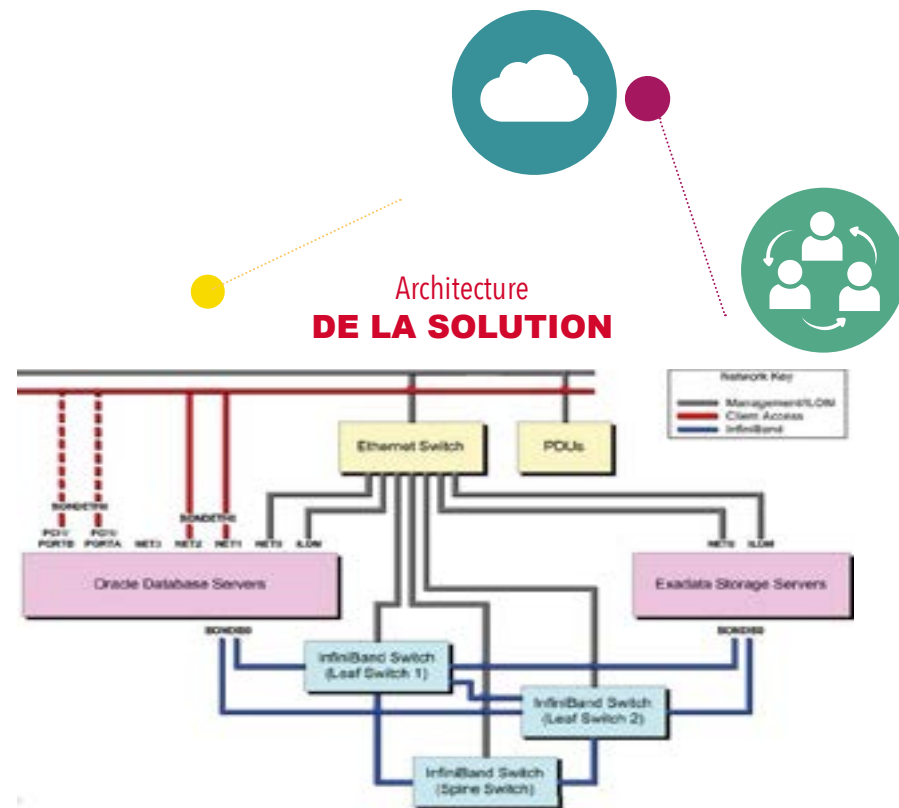 Architecture
DE LA SOLUTION
Network Key
Management/ILOM
Client Access
InfiniBand
Ethernet Switch
PDUs
PCI1/
PORTB
PCI1/
PORTA
NET3
NET2
NET1
NET0
ILOM
NET0
ILOM
Oracle Database Servers
Exadata Storage Servers
BONDIB0
BONDIB0
InfiniBand Switch
(Leaf Switch 1)
InfiniBand Switch
(Leaf Switch 2)
InfiniBand Switch
(Spine Switch)